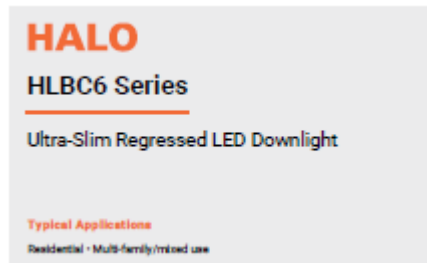 HALO
HLBC6 Series
Ultra-Slim Regressed LED Downlight
Typical Applications
Residential • Multi-family/mixed use